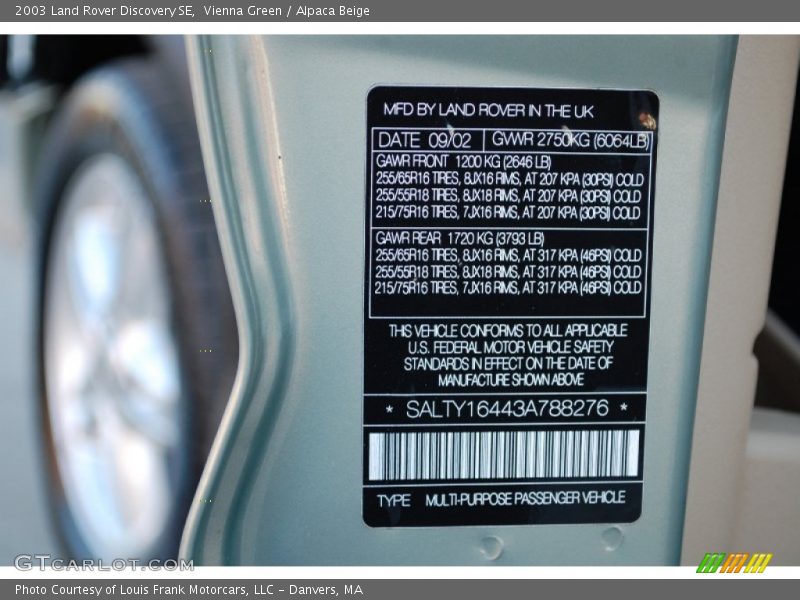 2003 Land Rover Discovery SE, Vienna Green / Alpaca Beige
MFD BY LAND ROVER IN THE UK
DATE 09/02 GWR 2750KG (6064LB)
GAWR FRONT 1200 KG (2646 LB)
255/65R16 TIRES, 8JX16 RIMS, AT 207 KPA (30PSI) COLD
255/55R18 TIRES, 8JX18 RIMS, AT 207 KPA (30PSI) COLD
215/75R16 TIRES, 7JX16 RIMS, AT 207 KPA (30PSI) COLD
GAWR REAR 1720 KG (3793 LB)
255/65R16 TIRES, 8JX16 RIMS, AT 317 KPA (46PSI) COLD
255/55R18 TIRES, 8JX18 RIMS, AT 317 KPA (46PSI) COLD
215/75R16 TIRES, 7JX16 RIMS, AT 317 KPA (46PSI) COLD
THIS VEHICLE CONFORMS TO ALL APPLICABLE
U.S. FEDERAL MOTOR VEHICLE SAFETY
STANDARDS IN EFFECT ON THE DATE OF
MANUFACTURE SHOWN ABOVE
* SALTY16443A788276 *
TYPE MULTI-PURPOSE PASSENGER VEHICLE
GTCARLOT.COM
Photo Courtesy of Louis Frank Motorcars, LLC - Danvers, MA